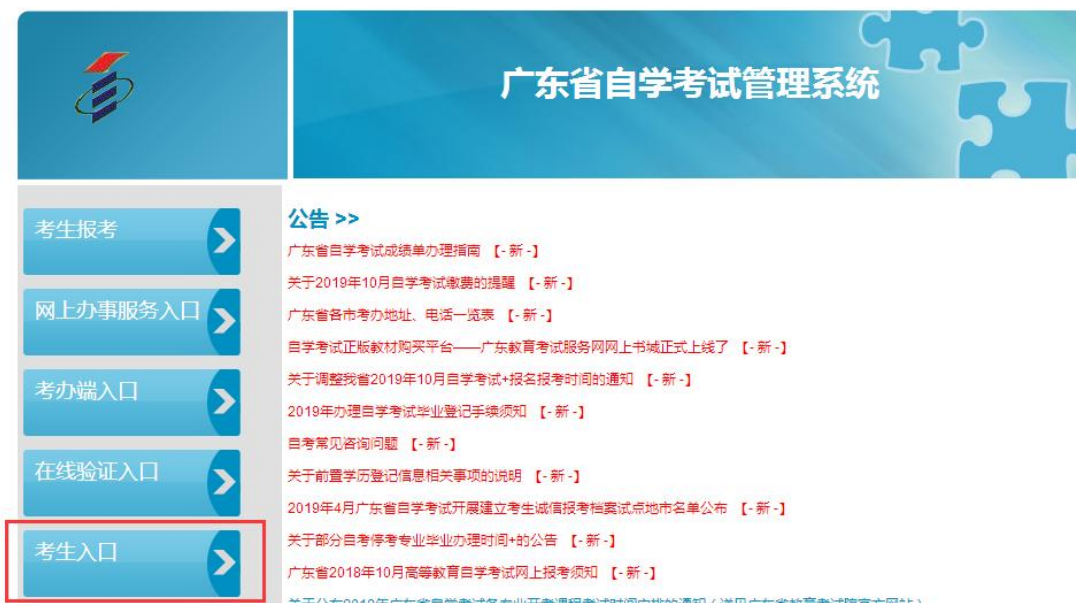 广东省自学考试管理系统
考生报考
网上办事服务入口
考办端入口
在线验证入口
考生入口
公告 >>
广东省自学考试成绩单办理指南 【-新-】
关于2019年10月自学考试缴费的提醒 【-新-】
广东省各市考办地址、电话一览表 【-新-】
自学考试正版教材购买平台——广东教育考试服务网网上书城正式上线了 【-新-】
关于调整我省2019年10月自学考试+报名报考时间的通知 【-新-】
2019年办理自学考试毕业登记手续须知 【-新-】
自考常见咨询问题 【-新-】
关于前置学历登记信息相关事项的说明 【-新-】
2019年4月广东省自学考试开展建立考生诚信报考档案试点地市名单公布 【-新-】
关于部分自考停考专业毕业办理时间+的公告 【-新-】
广东省2018年10月高等教育自学考试网上报考须知 【-新-】